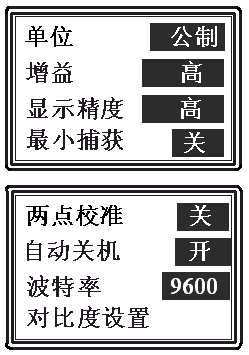 单位 公制
增益 高
显示精度 高
最小捕获 关
两点校准 关
自动关机 开
波特率 9600
对比度设置